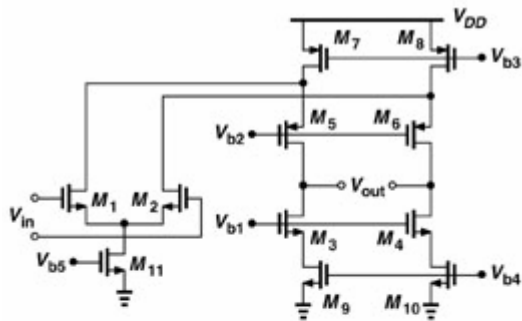 V_DD
M_7
M_8
V_b3
V_b2
M_5
M_6
V_in
M_1
M_2
V_out
V_b1
M_3
M_4
V_b5
M_11
M_9
M_10
V_b4